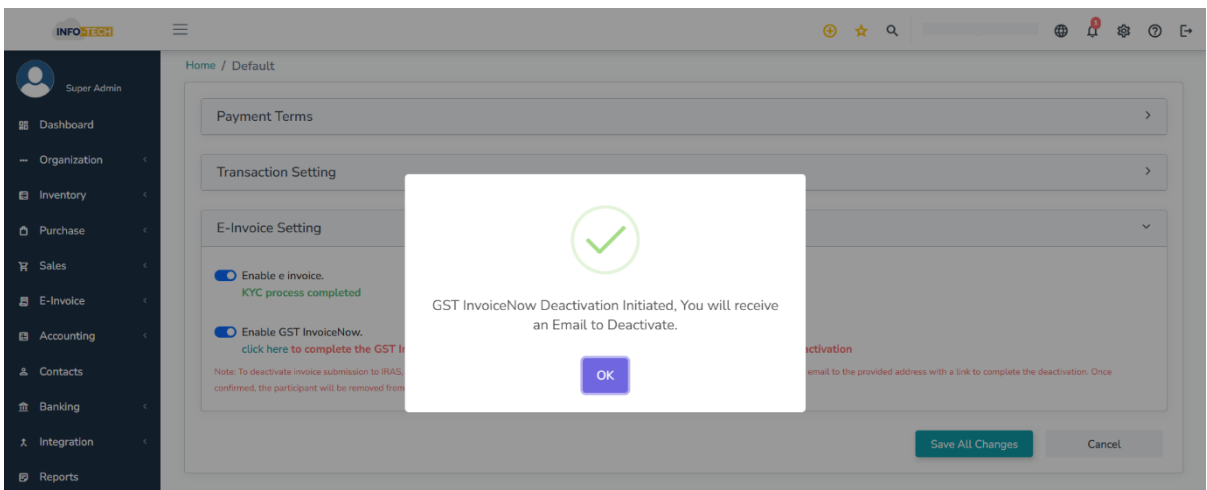 INFO-TECH
1
Super Admin
Home / Default
Dashboard
Organization
Inventory
Purchase
Sales
E-Invoice
Accounting
Contacts
Banking
Integration
Reports
Payment Terms
Transaction Setting
E-Invoice Setting
Enable e invoice.
KYC process completed
Enable GST InvoiceNow.
click here to complete the GST
activation
Note: To deactivate invoice submission to IRAS,
email to the provided address with a link to complete the deactivation. Once
confirmed, the participant will be removed from
GST InvoiceNow Deactivation Initiated, You will receive
an Email to Deactivate.
OK
Save All Changes
Cancel